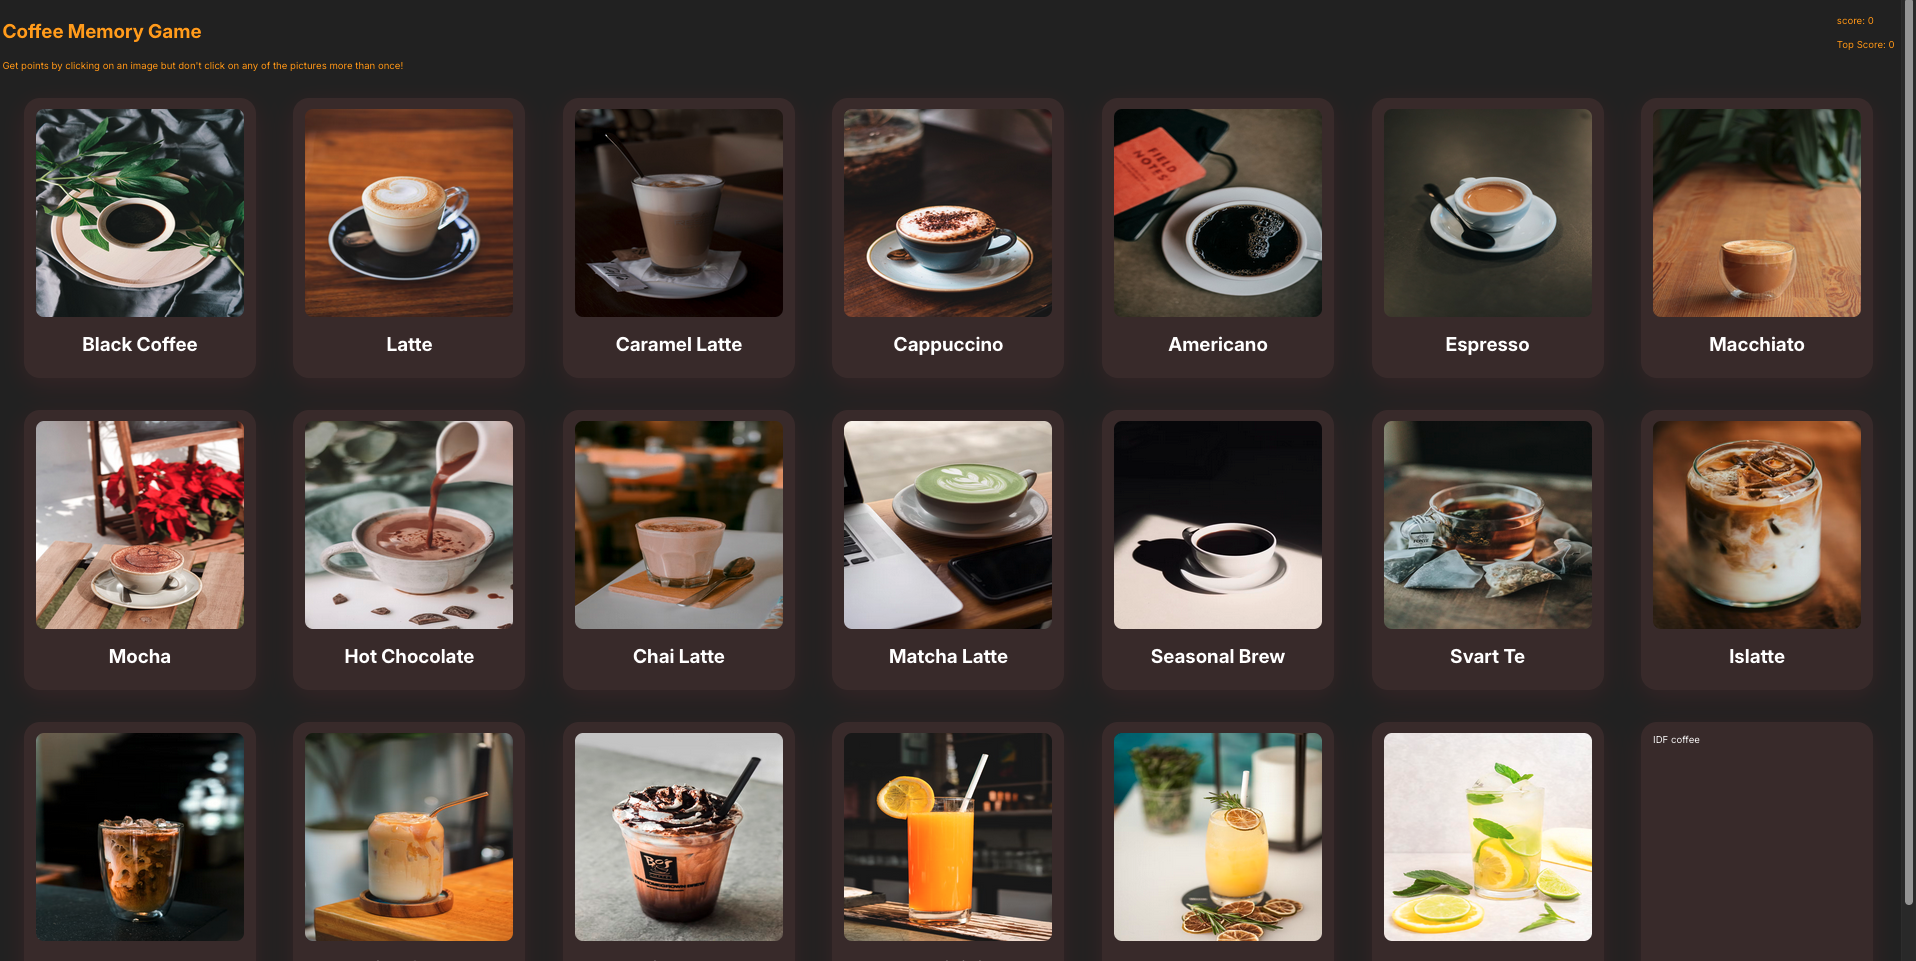 Coffee Memory Game
score: 0
Top Score: 0
Get points by clicking on an image but don't click on any of the pictures more than once!
FIELD
NOTES
Black Coffee
Latte
Caramel Latte
Cappuccino
Americano
Espresso
Macchiato
Mocha
Hot Chocolate
Chai Latte
Matcha Latte
Seasonal Brew
Svart Te
Islatte
IDF coffee